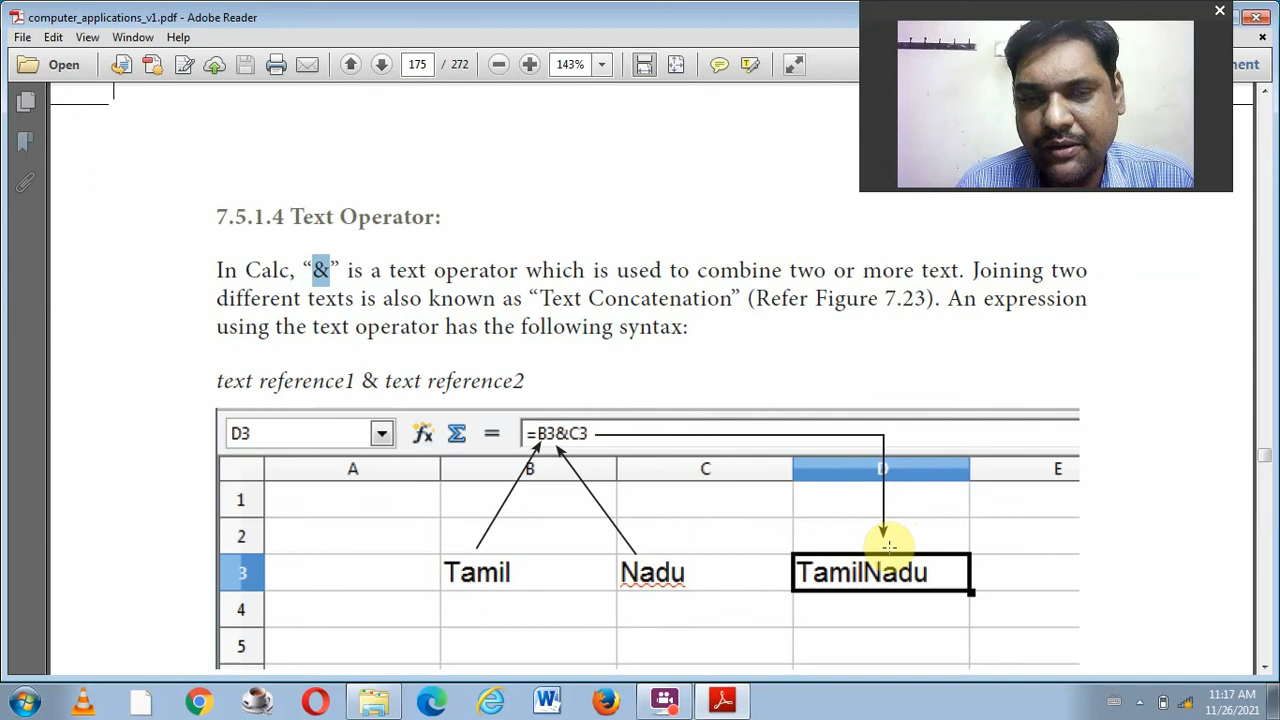 computer_applications_v1.pdf - Adobe Reader
File Edit View Window Help
Open 175 / 272 143% ment
7.5.1.4 Text Operator:
In Calc, “&” is a text operator which is used to combine two or more text. Joining two
different texts is also known as “Text Concatenation” (Refer Figure 7.23). An expression
using the text operator has the following syntax:
text reference1 & text reference2
D3 fx Σ = =B3&C3
A B C D E
1
2
3 Tamil Nadu TamilNadu
4
5
11:17 AM
11/26/2021